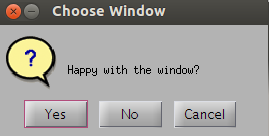 Choose Window
?
Happy with the window?
Yes No Cancel